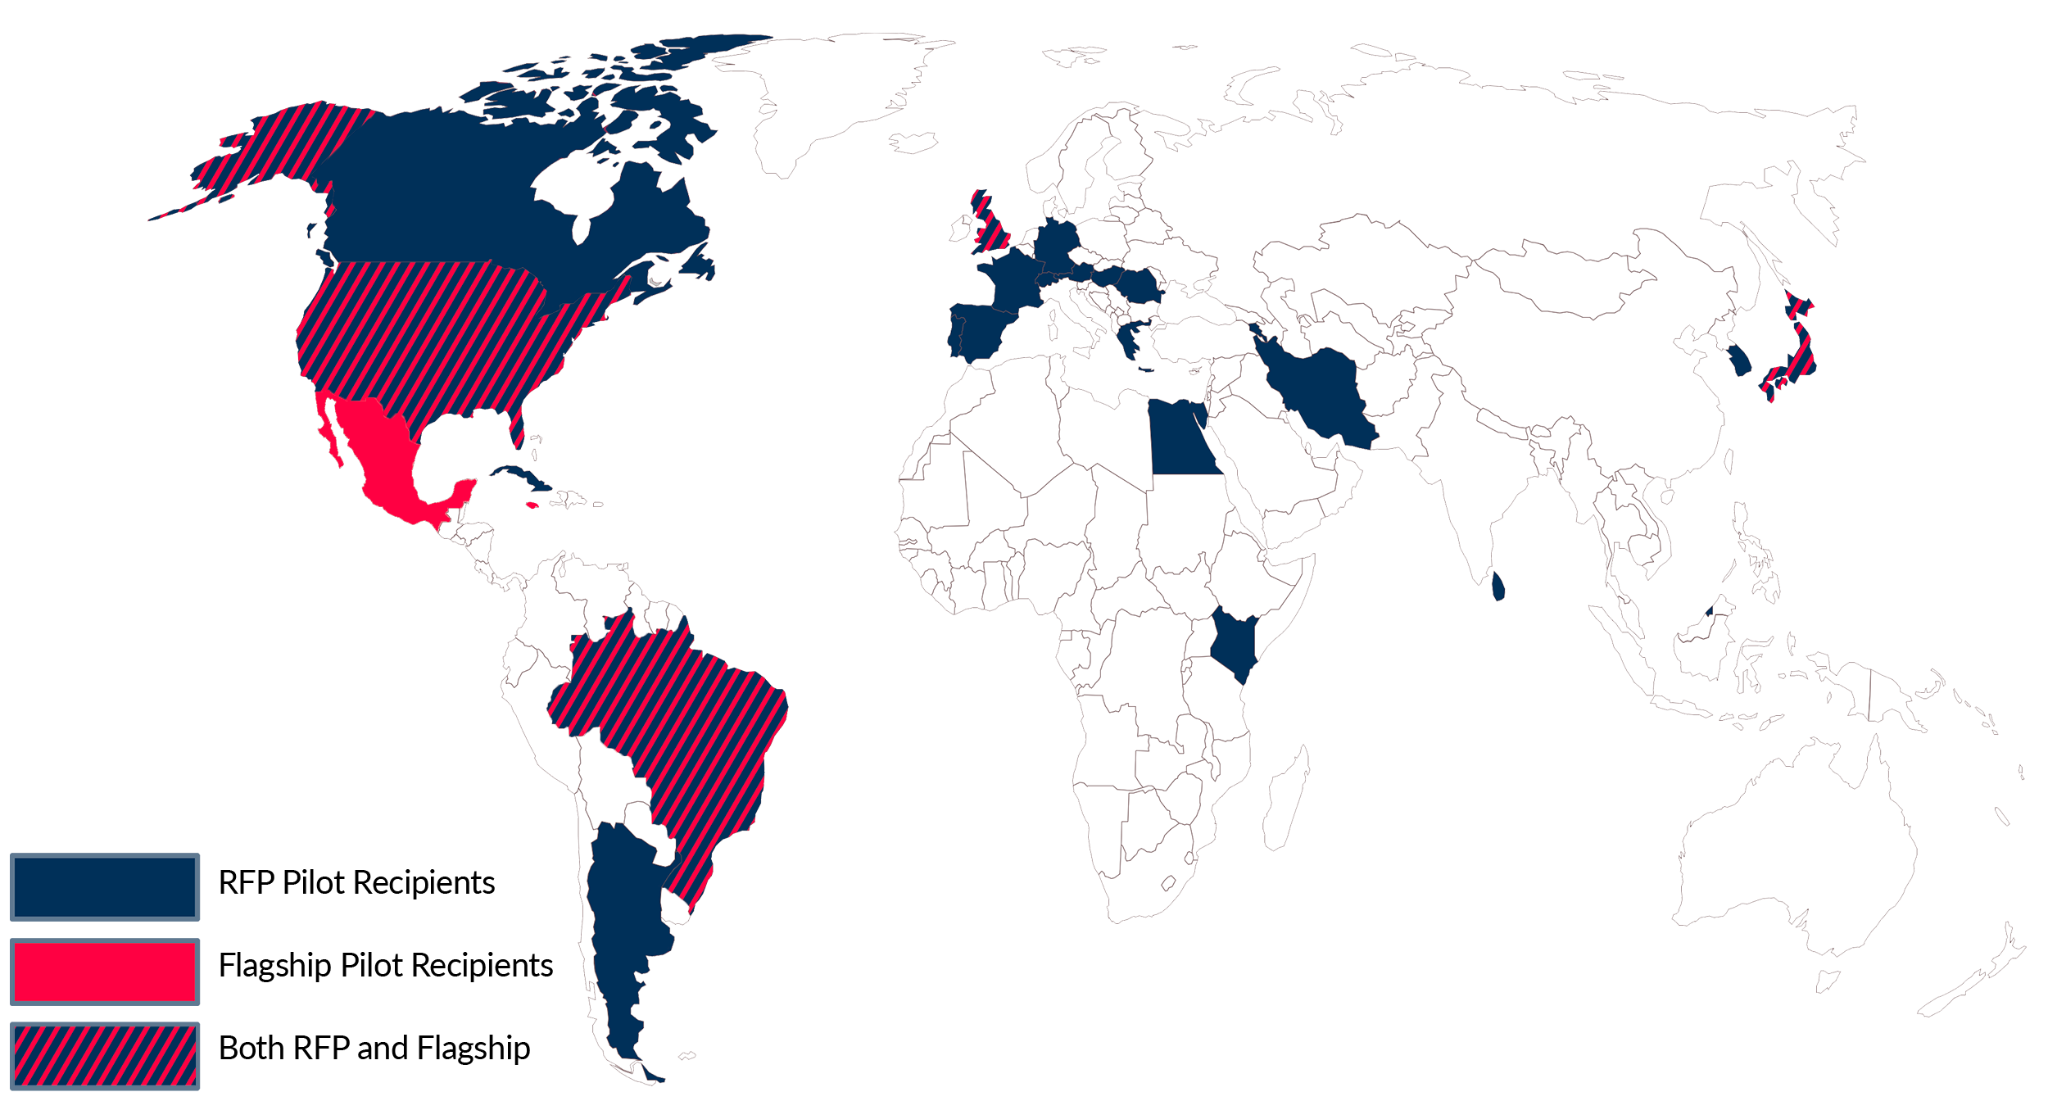 RFP Pilot Recipients
Flagship Pilot Recipients
Both RFP and Flagship